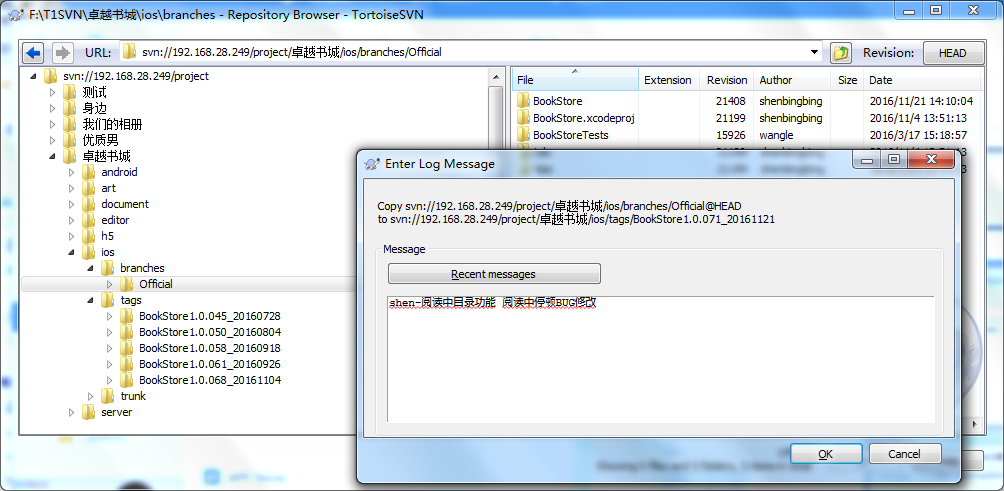 F:\T1SVN\卓越书城\ios\branches - Repository Browser - TortoiseSVN
URL: svn://192.168.28.249/project/卓越书城/ios/branches/Official Revision: HEAD
svn://192.168.28.249/project
测试
身边
我们的相册
优质男
卓越书城
android
art
document
editor
h5
ios
branches
Official
tags
BookStore1.0.045_20160728
BookStore1.0.050_20160804
BookStore1.0.058_20160918
BookStore1.0.061_20160926
BookStore1.0.068_20161104
trunk
server
File Extension Revision Author Size Date
BookStore 21408 shenbingbing 2016/11/21 14:10:04
BookStore.xcodeproj 21199 shenbingbing 2016/11/4 13:51:13
BookStoreTests 15926 wangle 2016/3/17 15:18:57
Enter Log Message
Copy svn://192.168.28.249/project/卓越书城/ios/branches/Official@HEAD
to svn://192.168.28.249/project/卓越书城/ios/tags/BookStore1.0.071_20161121
Message
Recent messages
shen-阅读中目录功能 阅读中停顿BUG修改
OK Cancel